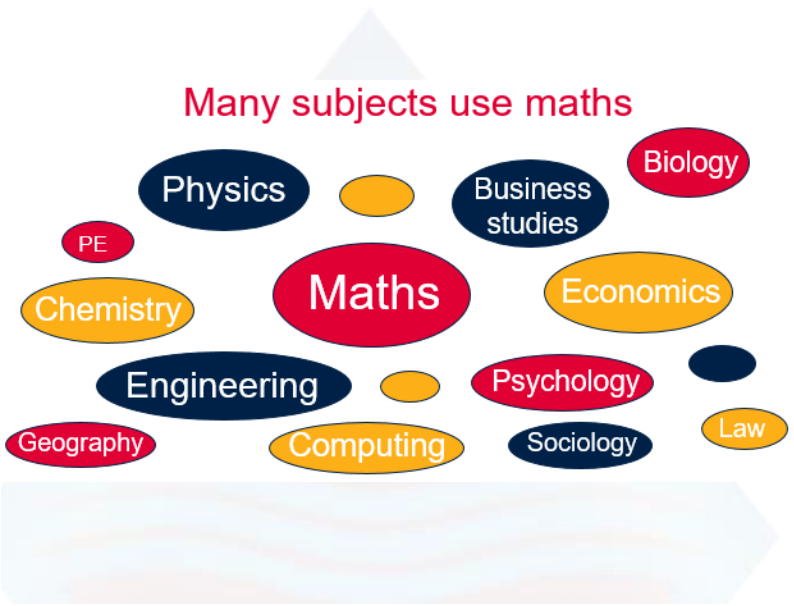 Many subjects use maths
Biology
Physics
Business
studies
PE
Maths
Economics
Chemistry
Engineering
Psychology
Law
Geography
Computing
Sociology